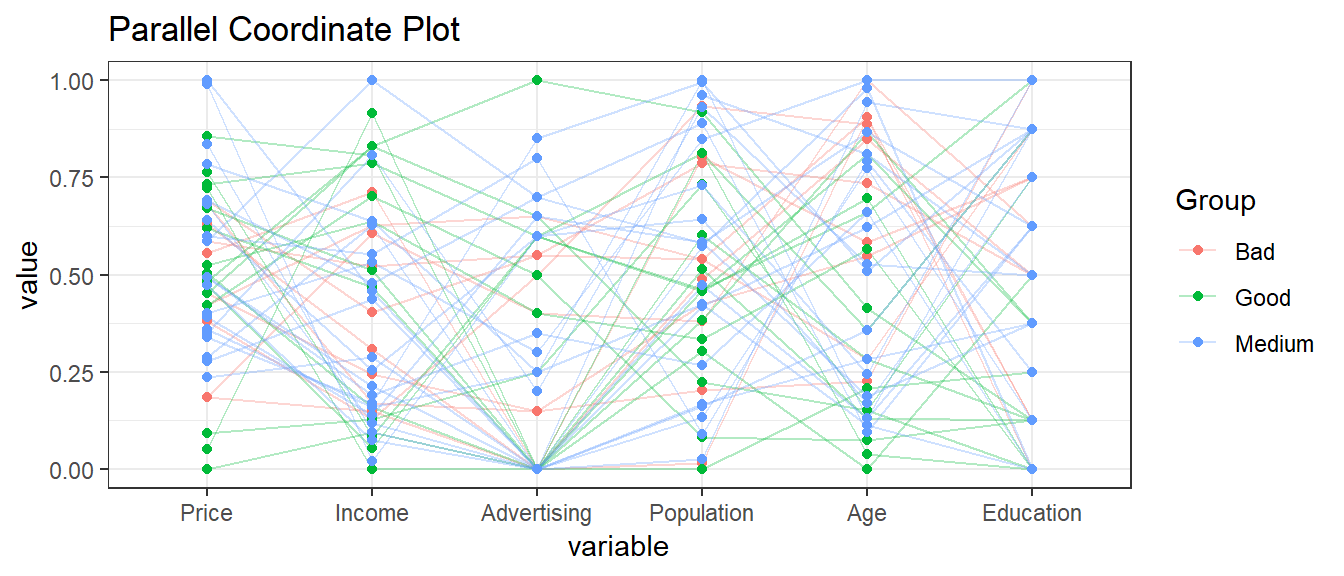 Parallel Coordinate Plot
value
1.00
0.75
0.50
0.25
0.00
Price Income Advertising Population Age Education
variable
Group
Bad
Good
Medium